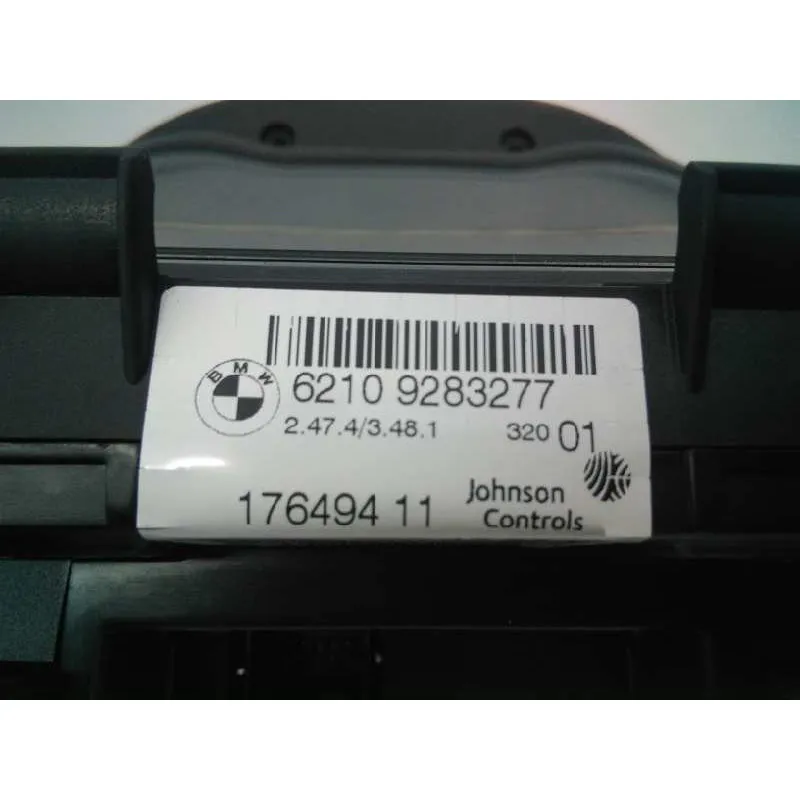 BMW
6210 9283277
2.47.4/3.48.1 320 01
176494 11
Johnson
Controls